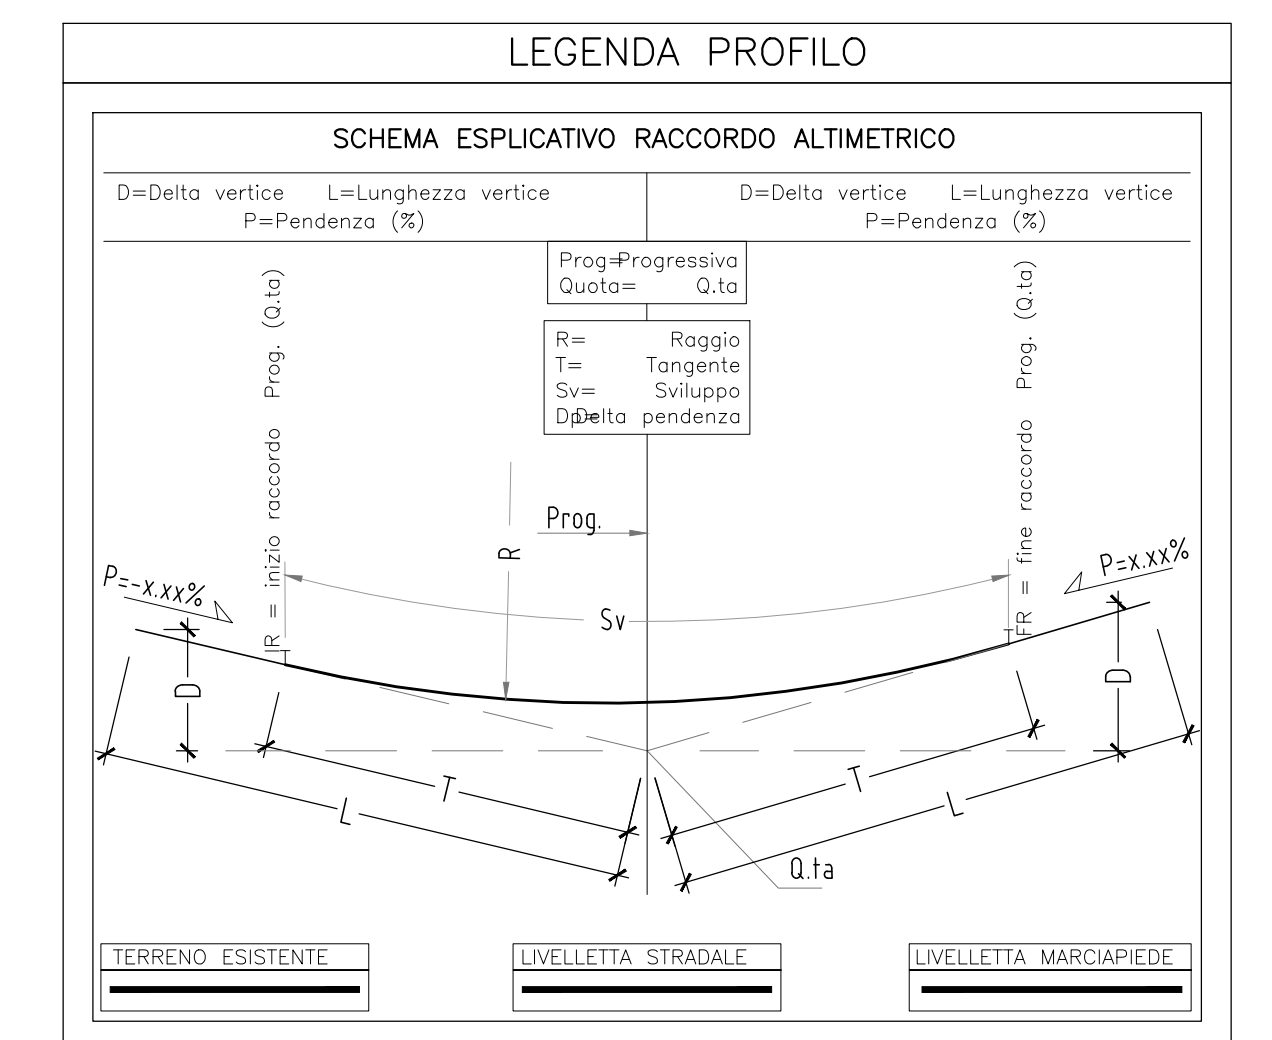 LEGENDA PROFILO
SCHEMA ESPLICATIVO RACCORDO ALTIMETRICO
D=Delta vertice L=Lunghezza vertice
P=Pendenza (%)
D=Delta vertice L=Lunghezza vertice
P=Pendenza (%)
Prog=Progressiva
Quota= Q.ta
R= Raggio
T= Tangente
Sv= Sviluppo
Dp=Delta pendenza
IR = inizio raccordo Prog. (Q.ta)
FR = fine raccordo Prog. (Q.ta)
Prog.
R
P=-x.xx%
P=x.xx%
Sv
D
D
T
L
T
L
Q.ta
TERRENO ESISTENTE
LIVELLETTA STRADALE
LIVELLETTA MARCIAPIEDE